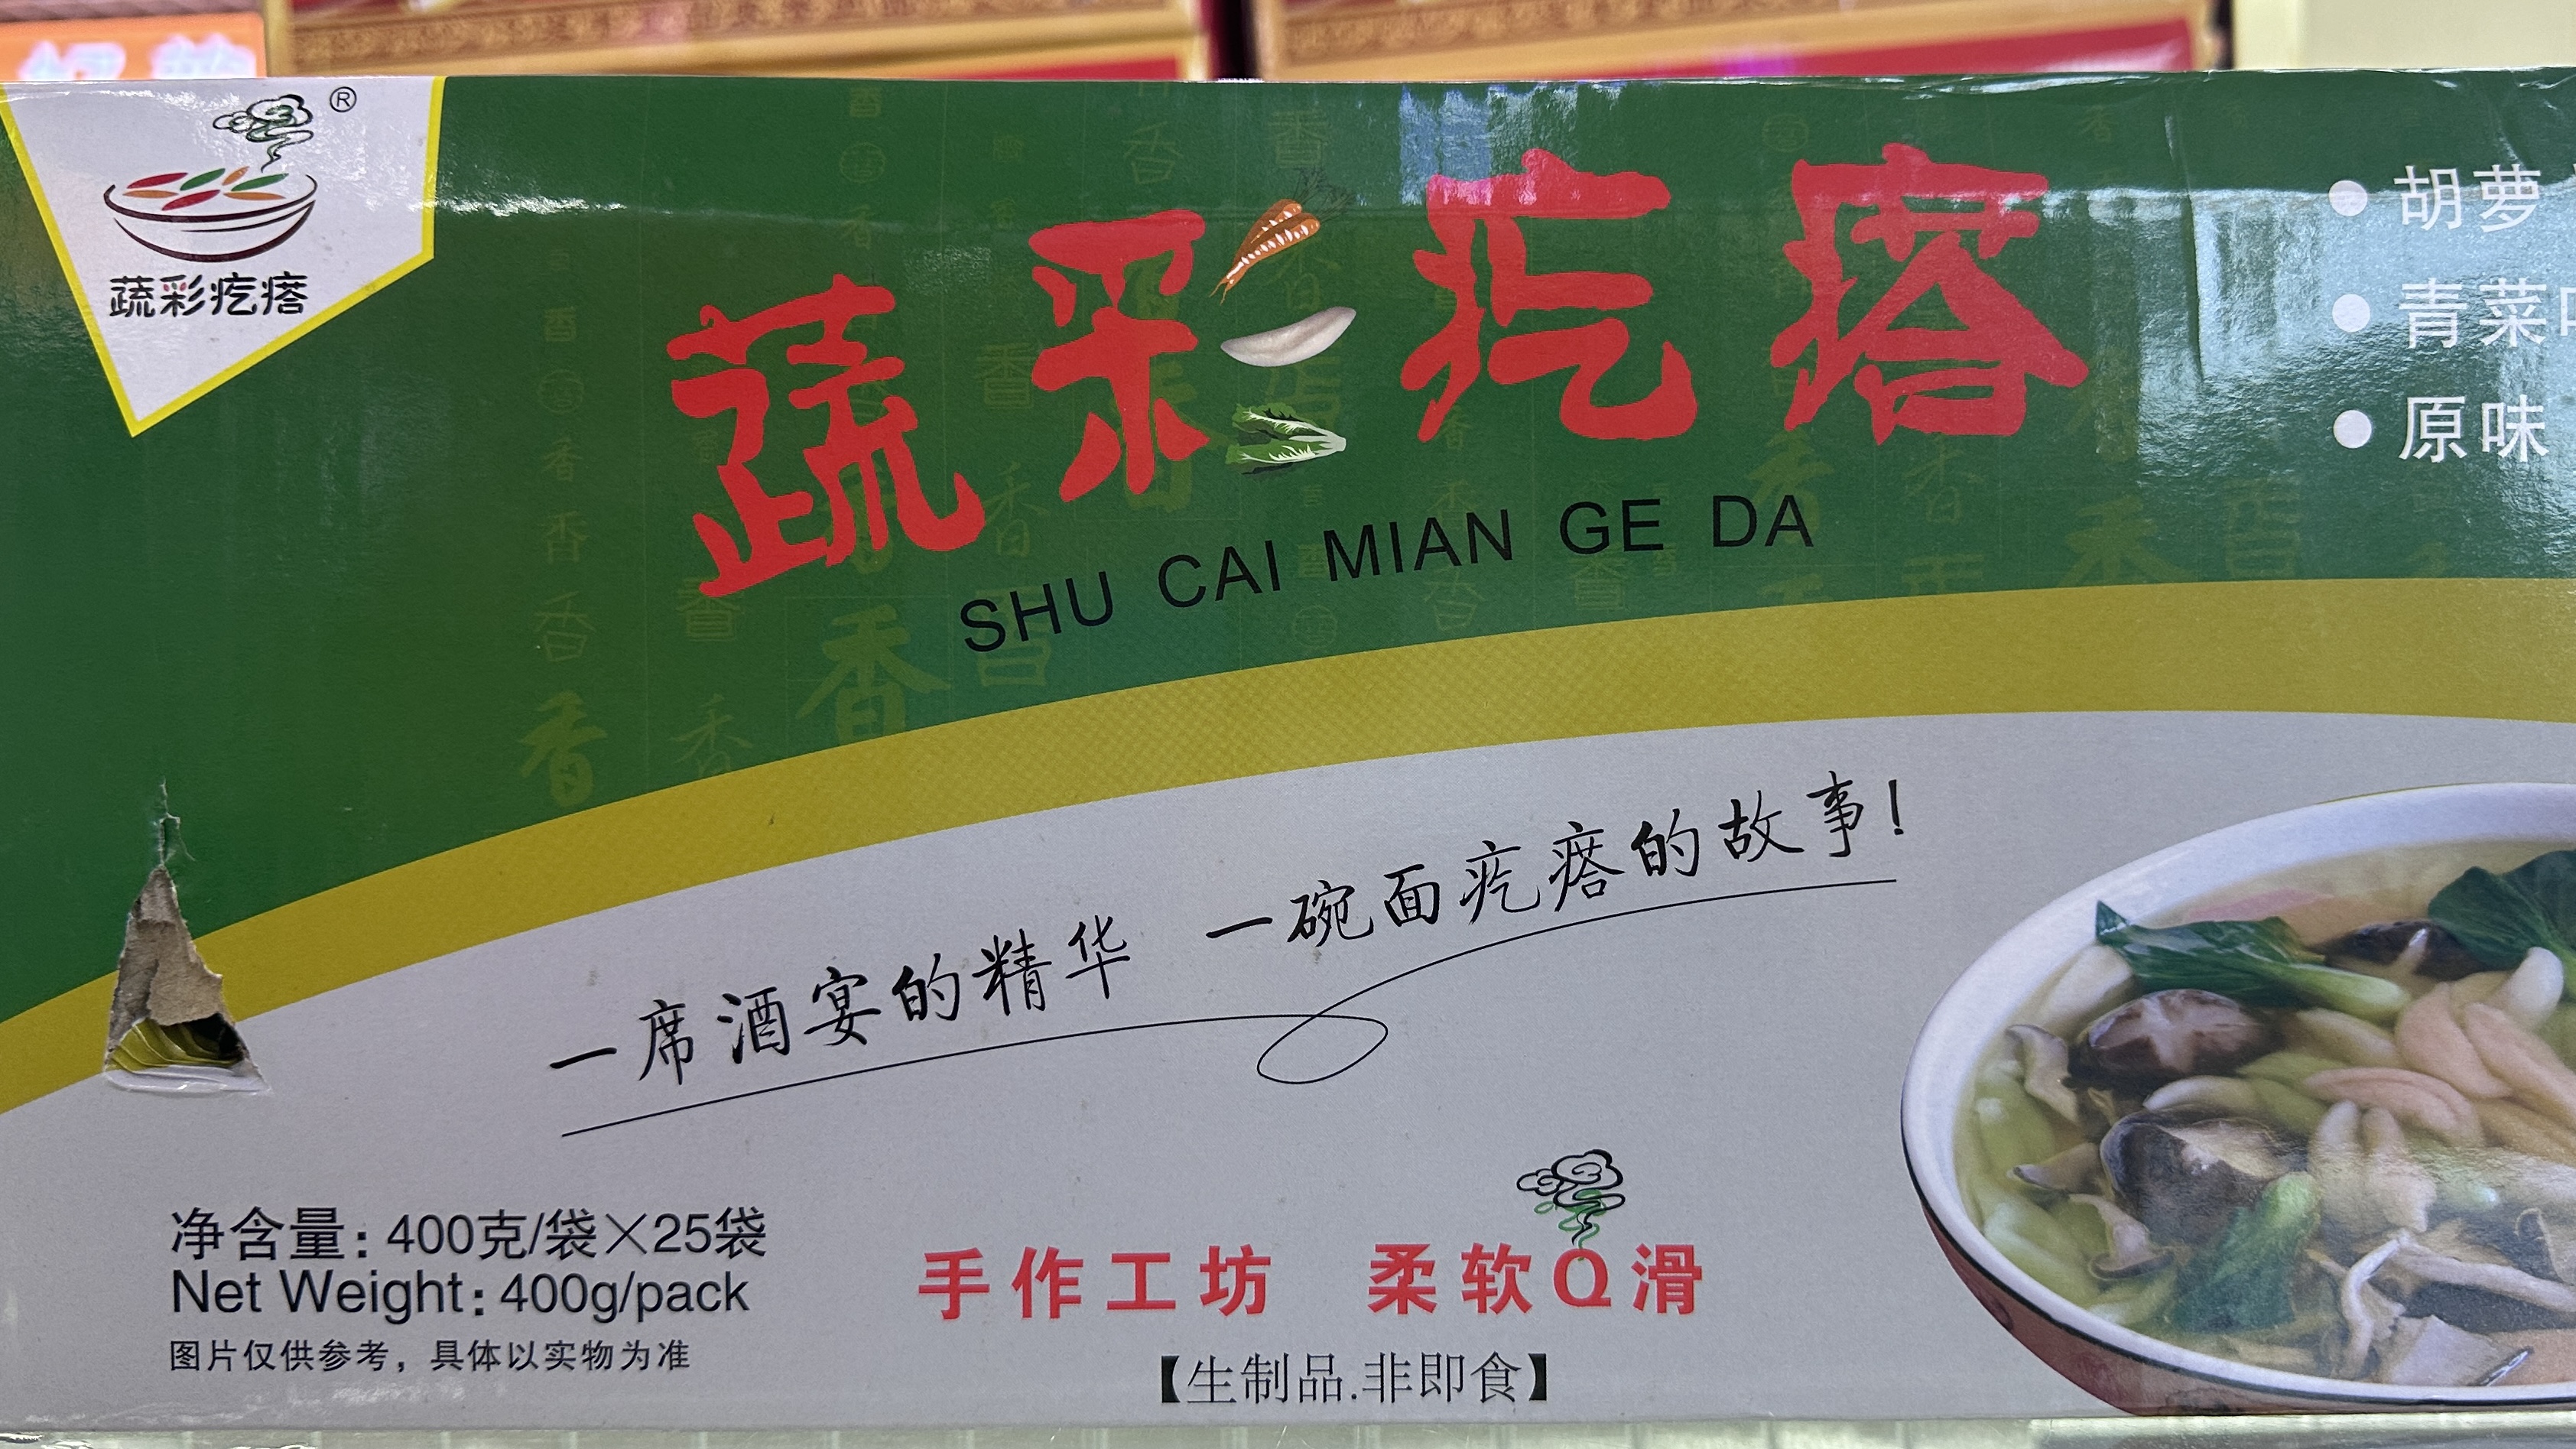 ®
蔬彩疙瘩
蔬彩疙瘩
SHU CAI MIAN GE DA
● 胡萝
● 青菜
● 原味
一席酒宴的精华 一碗面疙瘩的故事!
净含量: 400克/袋×25袋
Net Weight: 400g/pack
图片仅供参考，具体以实物为准
手作工坊 柔软Q滑
【生制品.非即食】